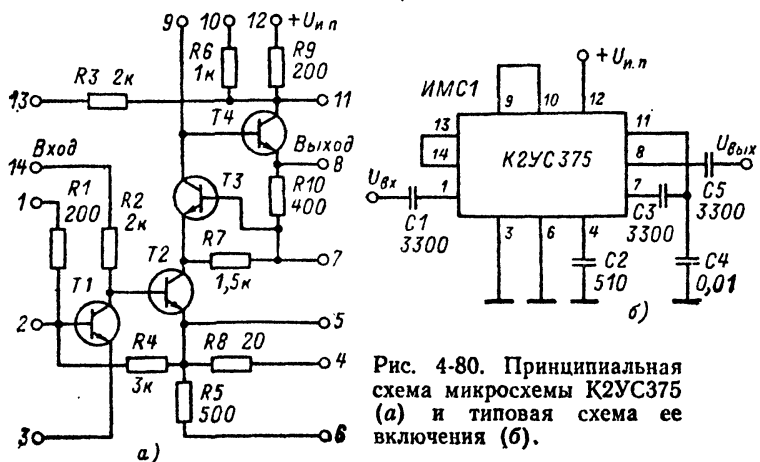 9 10 12 +Uи п
R6 1к
R9 200
R3 2к
13
11
T4
Вход
14
Выход
8
R1 200
R2 2к
T3
R10 400
1
R7 1,5к
7
T1
T2
2
5
R4 3к
R8 20
4
R5 500
3
6
а)
+Uи.п
ИМС1
9 10 12
13
11
14
К2УС375
8
Uвых
Uвх
1
7
C5 3300
C1 3300
C3 3300
3 6 4
C2 510
C4 0,01
б)
Рис. 4-80. Принципиальная
схема микросхемы К2УС375
(а) и типовая схема ее
включения (б).